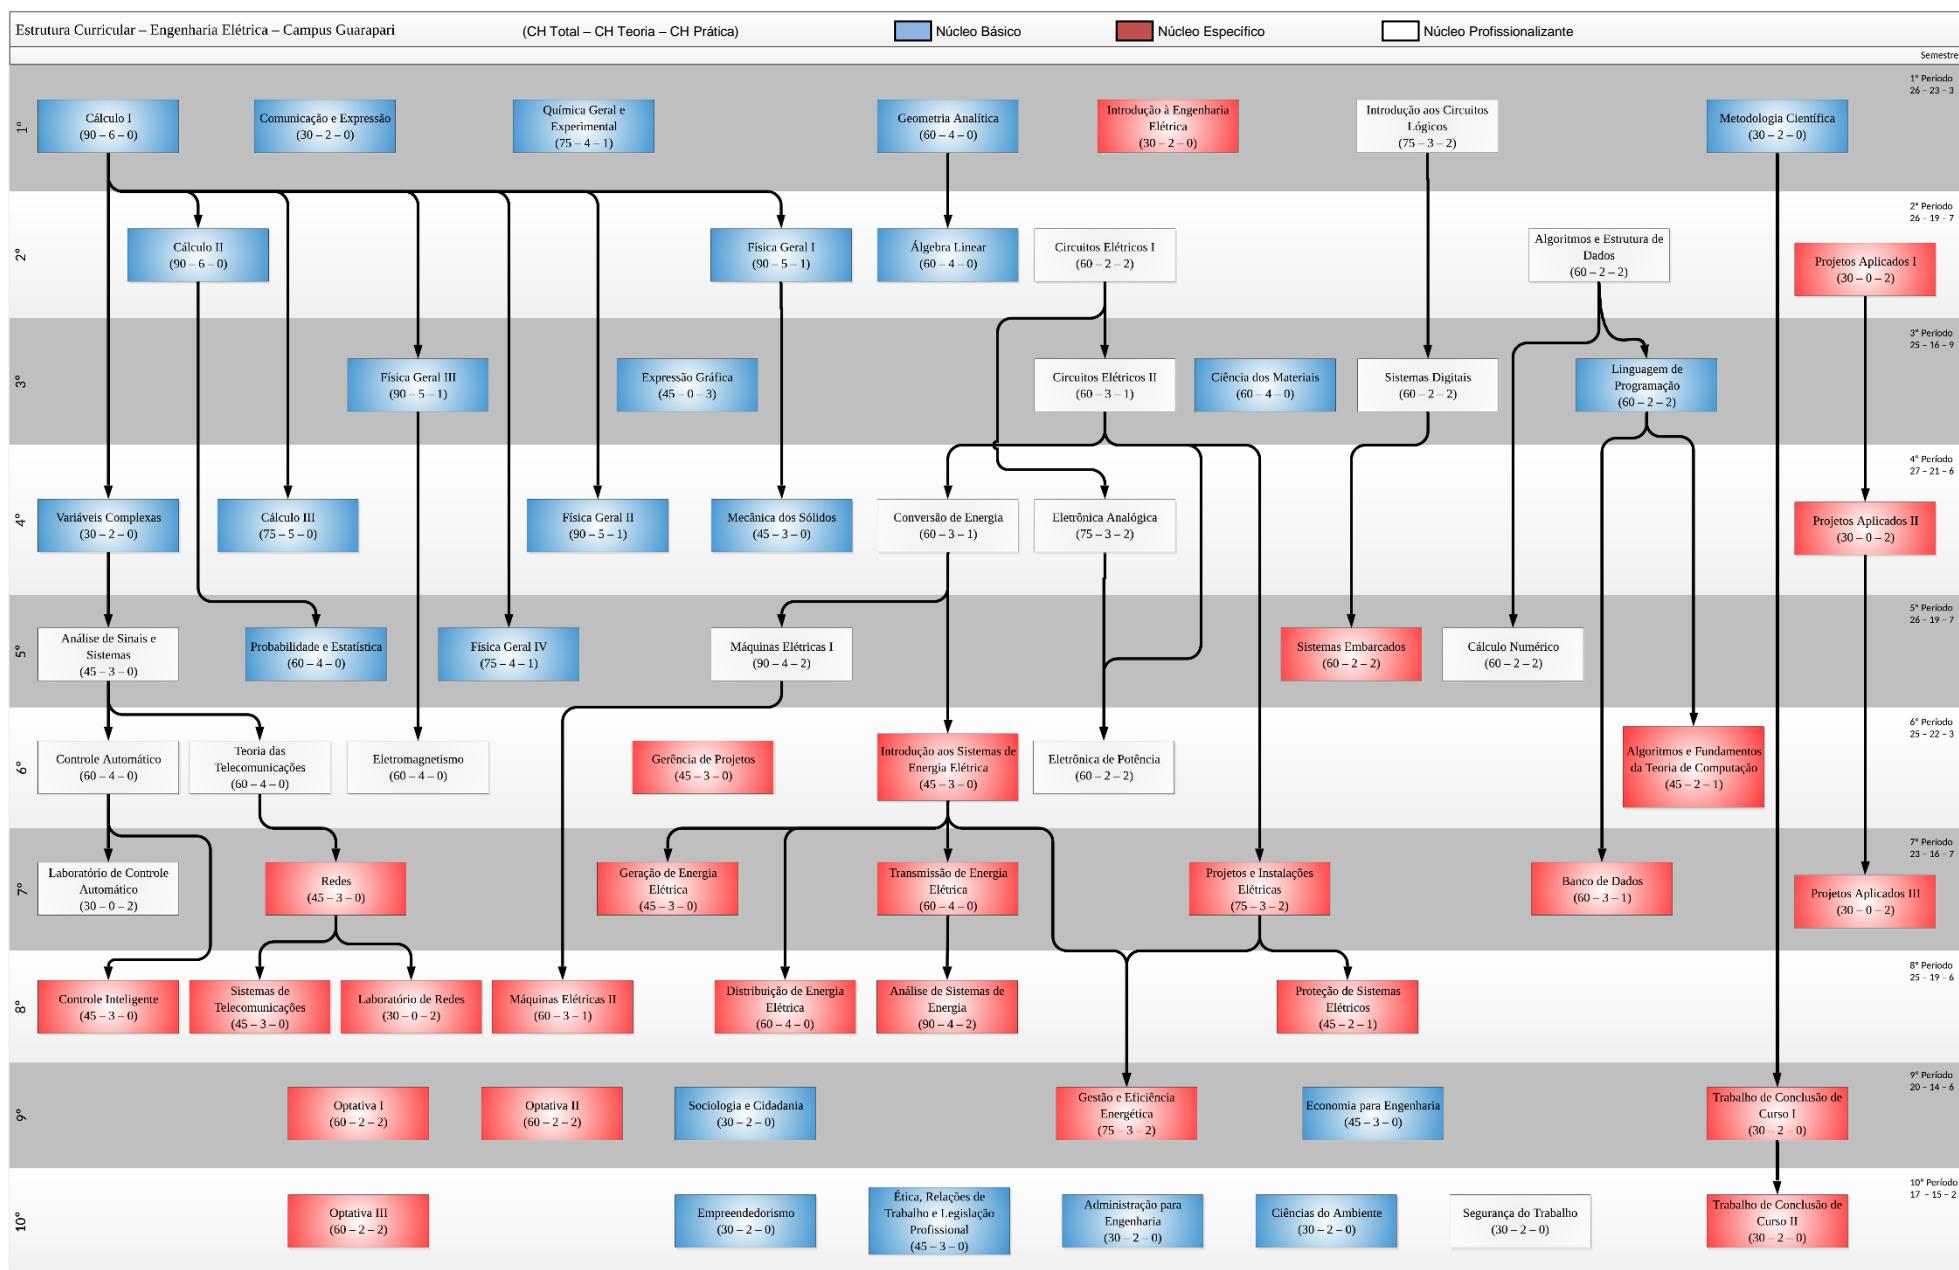 Estrutura Curricular – Engenharia Elétrica – Campus Guarapari
(CH Total – CH Teoria – CH Prática)
Núcleo Básico
Núcleo Específico
Núcleo Profissionalizante
Semestre
1º
Cálculo I
(90 – 6 – 0)
Comunicação e Expressão
(30 – 2 – 0)
Química Geral e
Experimental
(75 – 4 – 1)
Geometria Analítica
(60 – 4 – 0)
Introdução à Engenharia
Elétrica
(30 – 2 – 0)
Introdução aos Circuitos
Lógicos
(75 – 3 – 2)
Metodologia Científica
(30 – 2 – 0)
1º Período
26 – 23 – 3
2º
Cálculo II
(90 – 6 – 0)
Física Geral I
(90 – 5 – 1)
Álgebra Linear
(60 – 4 – 0)
Circuitos Elétricos I
(60 – 2 – 2)
Algoritmos e Estrutura de
Dados
(60 – 2 – 2)
Projetos Aplicados I
(30 – 0 – 2)
2º Período
26 – 19 – 7
3º
Física Geral III
(90 – 5 – 1)
Expressão Gráfica
(45 – 0 – 3)
Circuitos Elétricos II
(60 – 3 – 1)
Ciência dos Materiais
(60 – 4 – 0)
Sistemas Digitais
(60 – 2 – 2)
Linguagem de
Programação
(60 – 2 – 2)
3º Período
25 – 16 – 9
4º
Variáveis Complexas
(30 – 2 – 0)
Cálculo III
(75 – 5 – 0)
Física Geral II
(90 – 5 – 1)
Mecânica dos Sólidos
(45 – 3 – 0)
Conversão de Energia
(60 – 3 – 1)
Eletrônica Analógica
(75 – 3 – 2)
Projetos Aplicados II
(30 – 0 – 2)
4º Período
27 – 21 – 6
5º
Análise de Sinais e
Sistemas
(45 – 3 – 0)
Probabilidade e Estatística
(60 – 4 – 0)
Física Geral IV
(75 – 4 – 1)
Máquinas Elétricas I
(90 – 4 – 2)
Sistemas Embarcados
(60 – 2 – 2)
Cálculo Numérico
(60 – 2 – 2)
5º Período
26 – 19 – 7
6º
Controle Automático
(60 – 4 – 0)
Teoria das
Telecomunicações
(60 – 4 – 0)
Eletromagnetismo
(60 – 4 – 0)
Gerência de Projetos
(45 – 3 – 0)
Introdução aos Sistemas de
Energia Elétrica
(45 – 3 – 0)
Eletrônica de Potência
(60 – 2 – 2)
Algoritmos e Fundamentos
da Teoria de Computação
(45 – 2 – 1)
6º Período
25 – 22 – 3
7º
Laboratório de Controle
Automático
(30 – 0 – 2)
Redes
(45 – 3 – 0)
Geração de Energia
Elétrica
(45 – 3 – 0)
Transmissão de Energia
Elétrica
(60 – 4 – 0)
Projetos e Instalações
Elétricas
(75 – 3 – 2)
Banco de Dados
(60 – 3 – 1)
Projetos Aplicados III
(30 – 0 – 2)
7º Período
23 – 16 – 7
8º
Controle Inteligente
(45 – 3 – 0)
Sistemas de
Telecomunicações
(45 – 3 – 0)
Laboratório de Redes
(30 – 0 – 2)
Máquinas Elétricas II
(60 – 3 – 1)
Distribuição de Energia
Elétrica
(60 – 4 – 0)
Análise de Sistemas de
Energia
(90 – 4 – 2)
Proteção de Sistemas
Elétricos
(45 – 2 – 1)
8º Período
25 – 19 – 6
9º
Optativa I
(60 – 2 – 2)
Optativa II
(60 – 2 – 2)
Sociologia e Cidadania
(30 – 2 – 0)
Gestão e Eficiência
Energética
(75 – 3 – 2)
Economia para Engenharia
(45 – 3 – 0)
Trabalho de Conclusão de
Curso I
(30 – 2 – 0)
9º Período
20 – 14 – 6
10º
Optativa III
(60 – 2 – 2)
Empreendedorismo
(30 – 2 – 0)
Ética, Relações de
Trabalho e Legislação
Profissional
(45 – 3 – 0)
Administração para
Engenharia
(30 – 2 – 0)
Ciências do Ambiente
(30 – 2 – 0)
Segurança do Trabalho
(30 – 2 – 0)
Trabalho de Conclusão de
Curso II
(30 – 2 – 0)
10º Período
17 – 15 – 2